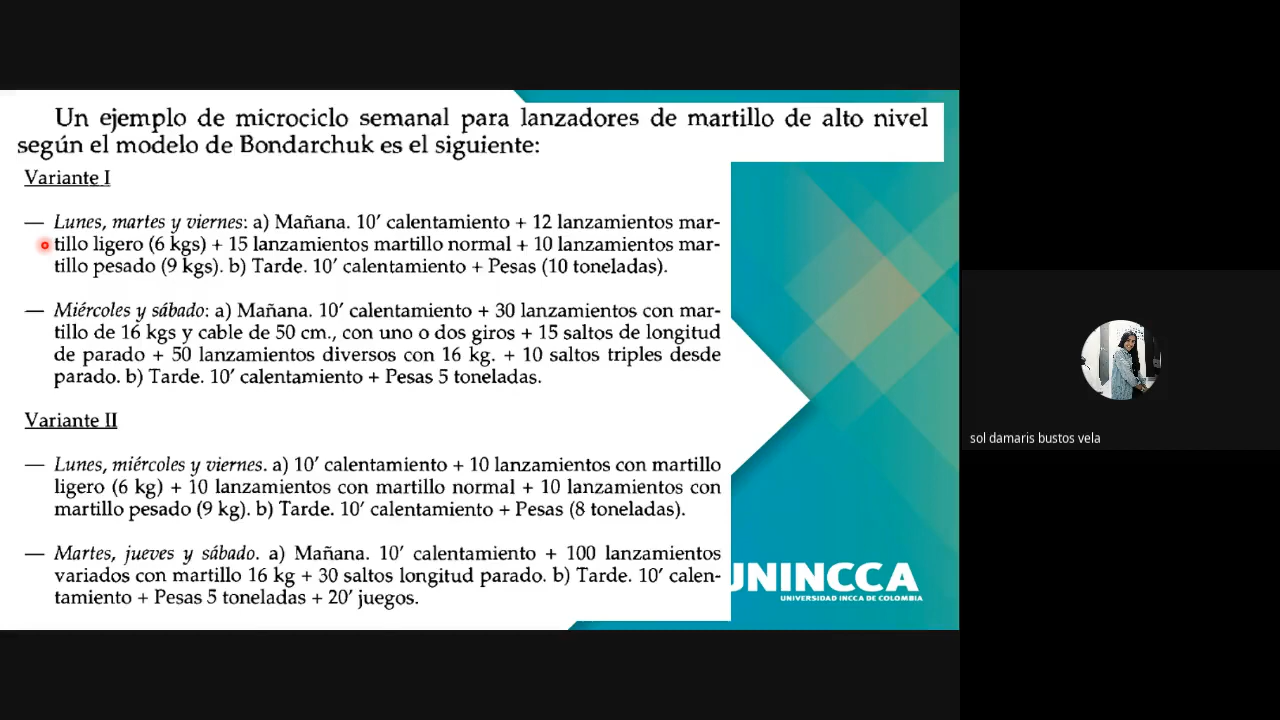 Un ejemplo de microciclo semanal para lanzadores de martillo de alto nivel
según el modelo de Bondarchuk es el siguiente:
Variante I
— Lunes, martes y viernes: a) Mañana. 10' calentamiento + 12 lanzamientos mar-
tillo ligero (6 kgs) + 15 lanzamientos martillo normal + 10 lanzamientos mar-
tillo pesado (9 kgs). b) Tarde. 10' calentamiento + Pesas (10 toneladas).
— Miércoles y sábado: a) Mañana. 10' calentamiento + 30 lanzamientos con mar-
tillo de 16 kgs y cable de 50 cm., con uno o dos giros + 15 saltos de longitud
de parado + 50 lanzamientos diversos con 16 kg. + 10 saltos triples desde
parado. b) Tarde. 10' calentamiento + Pesas 5 toneladas.
Variante II
— Lunes, miércoles y viernes. a) 10' calentamiento + 10 lanzamientos con martillo
ligero (6 kg) + 10 lanzamientos con martillo normal + 10 lanzamientos con
martillo pesado (9 kg). b) Tarde. 10' calentamiento + Pesas (8 toneladas).
— Martes, jueves y sábado. a) Mañana. 10' calentamiento + 100 lanzamientos
variados con martillo 16 kg + 30 saltos longitud parado. b) Tarde. 10' calen-
tamiento + Pesas 5 toneladas + 20' juegos.
UNINCCA
UNIVERSIDAD INCCA DE COLOMBIA
sol damaris bustos vela